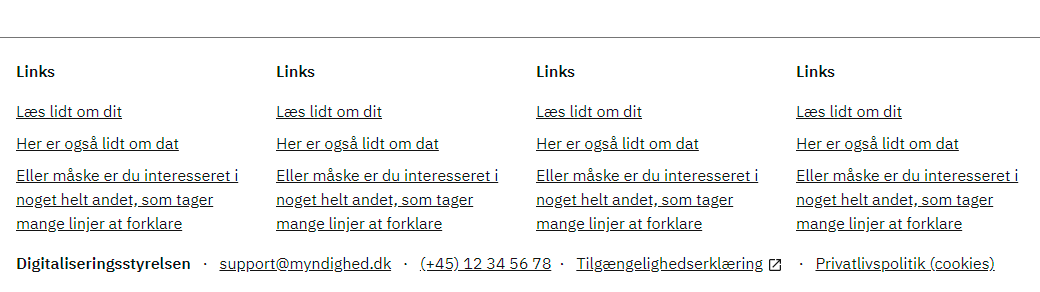 Links
Læs lidt om dit
Her er også lidt om dat
Eller måske er du interesseret i
noget helt andet, som tager
mange linjer at forklare
Links
Læs lidt om dit
Her er også lidt om dat
Eller måske er du interesseret i
noget helt andet, som tager
mange linjer at forklare
Links
Læs lidt om dit
Her er også lidt om dat
Eller måske er du interesseret i
noget helt andet, som tager
mange linjer at forklare
Links
Læs lidt om dit
Her er også lidt om dat
Eller måske er du interesseret i
noget helt andet, som tager
mange linjer at forklare
Digitaliseringsstyrelsen · support@myndighed.dk · (+45) 12 34 56 78 · Tilgængelighedserklæring · Privatlivspolitik (cookies)